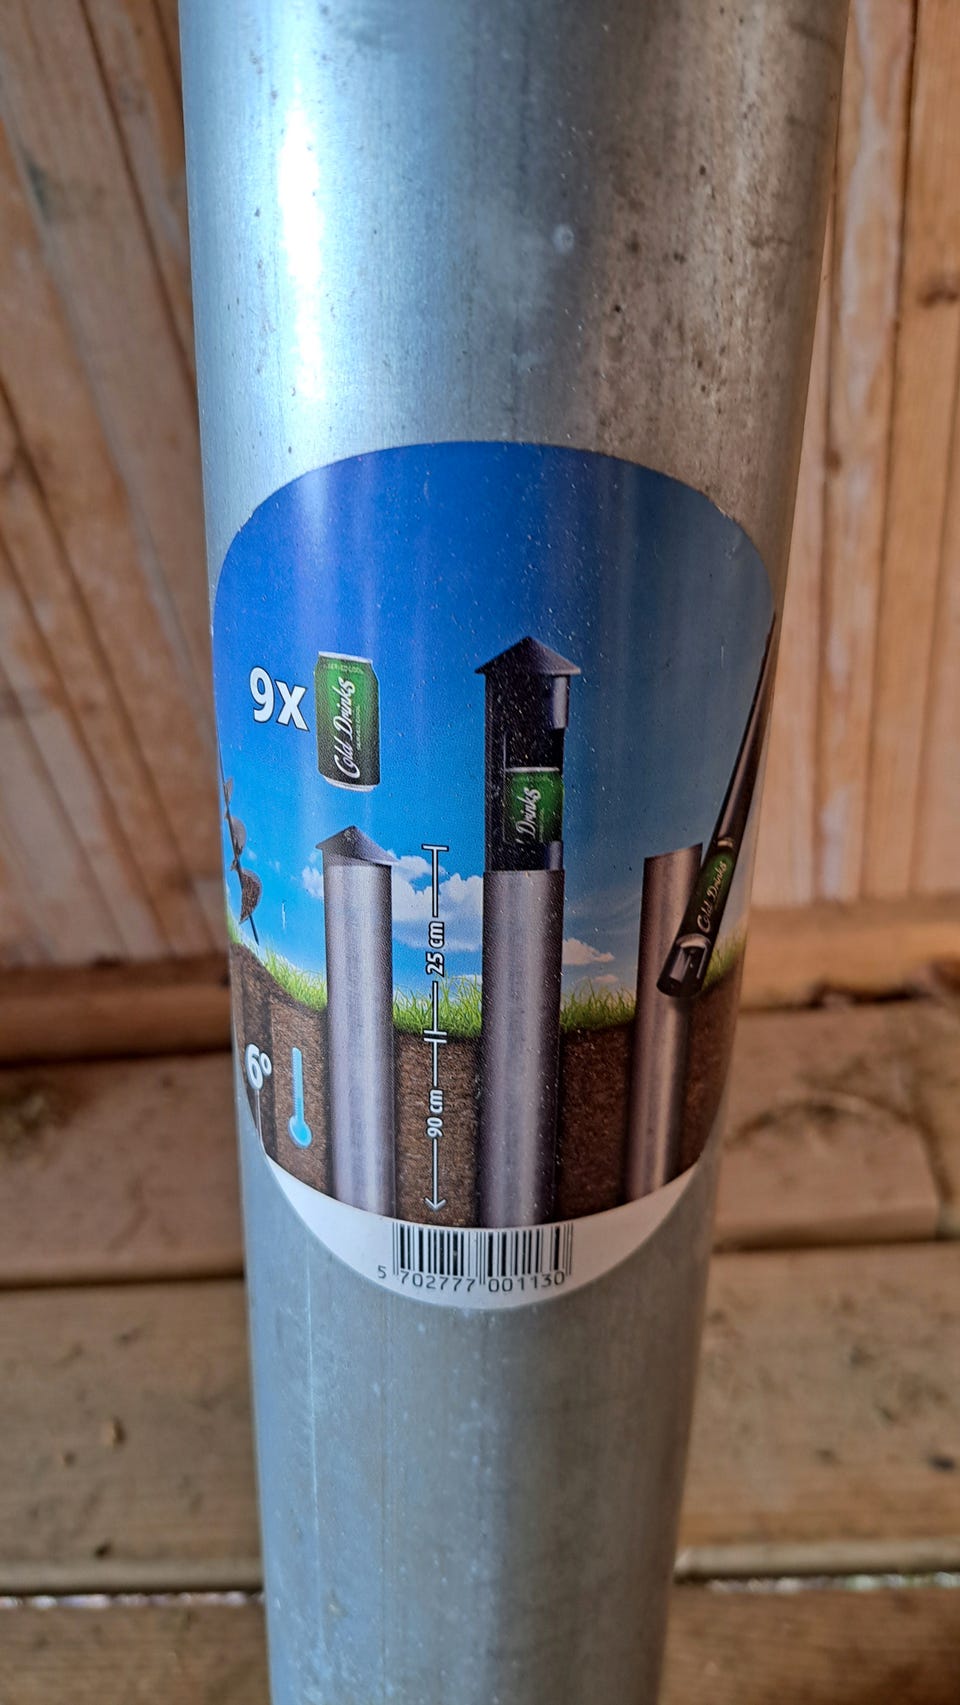 9x
Cold Drinks
Drinks
Cold Drinks
25 cm
6°
90 cm
5 702777 001130